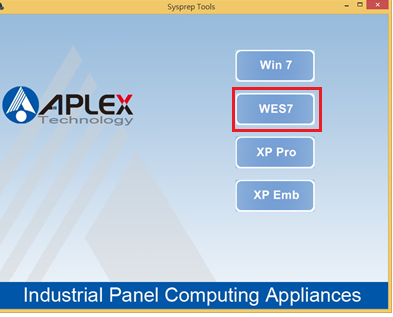 Sysprep Tools
Win 7
APLEX
Technology
WES7
XP Pro
XP Emb
Industrial Panel Computing Appliances